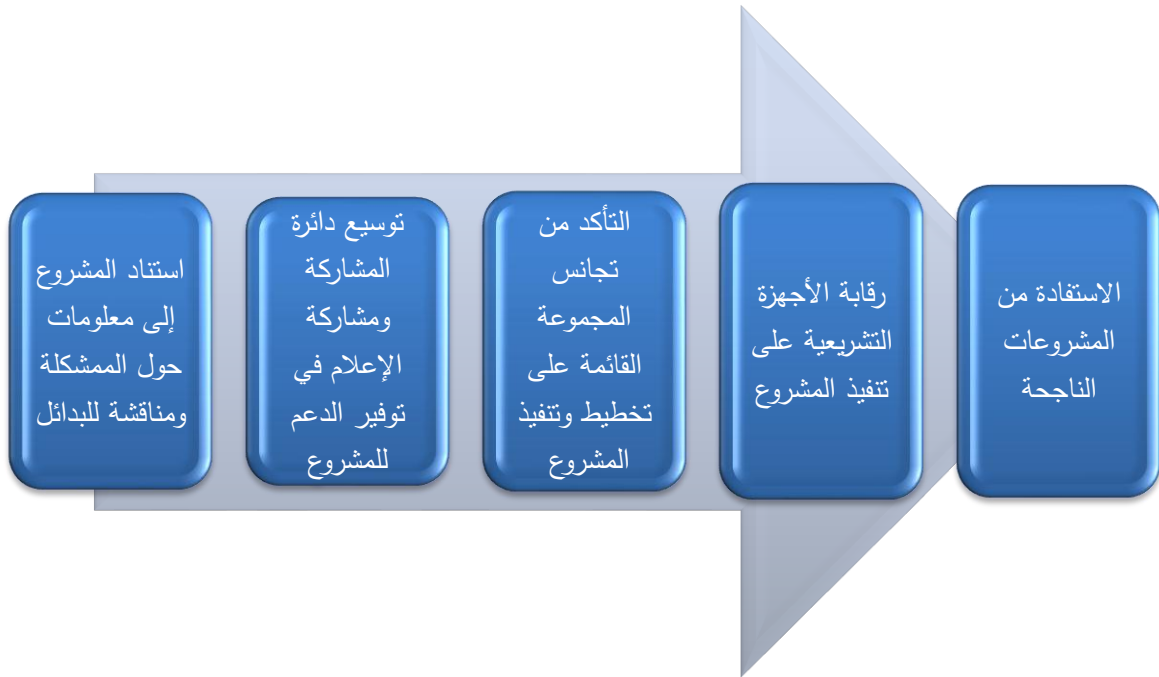 استناد المشروع
إلى معلومات
حول الممشكلة
ومناقشة للبدائل
توسيع دائرة
المشاركة
ومشاركة
الإعلام في
توفير الدعم
للمشروع
التأكد من
تجانس
المجموعة
القائمة على
تخطيط وتنفيذ
المشروع
رقابة الأجهزة
التشريعية على
تنفيذ المشروع
الاستفادة من
المشروعات
الناجحة